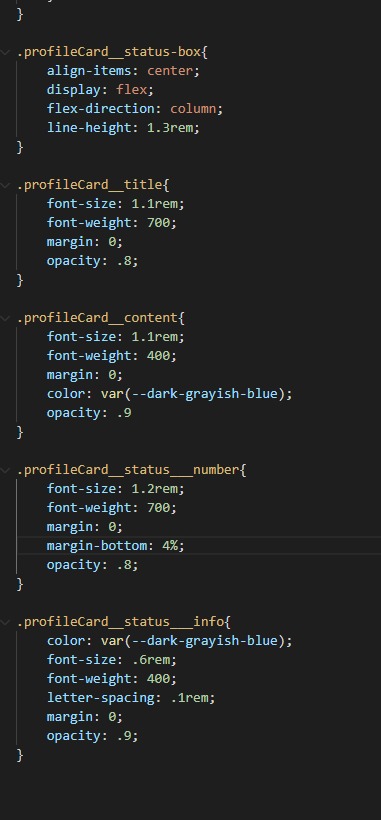 }
.profileCard__status-box{
    align-items: center;
    display: flex;
    flex-direction: column;
    line-height: 1.3rem;
}
.profileCard__title{
    font-size: 1.1rem;
    font-weight: 700;
    margin: 0;
    opacity: .8;
}
.profileCard__content{
    font-size: 1.1rem;
    font-weight: 400;
    margin: 0;
    color: var(--dark-grayish-blue);
    opacity: .9
}
.profileCard__status___number{
    font-size: 1.2rem;
    font-weight: 700;
    margin: 0;
    margin-bottom: 4%;
    opacity: .8;
}
.profileCard__status___info{
    color: var(--dark-grayish-blue);
    font-size: .6rem;
    font-weight: 400;
    letter-spacing: .1rem;
    margin: 0;
    opacity: .9;
}